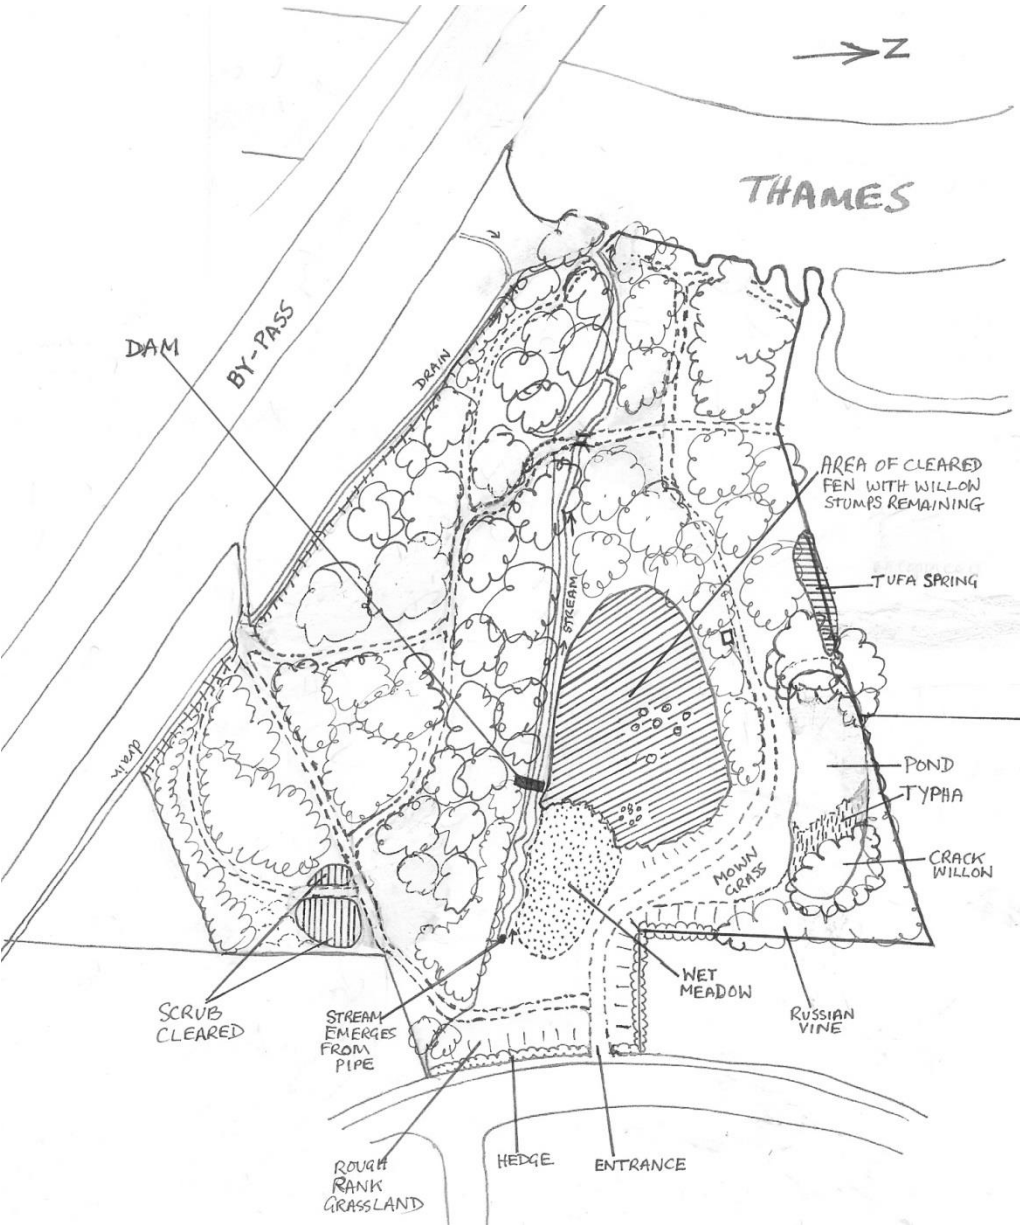 N
THAMES
DAM
BY-PASS
DRAIN
AREA OF CLEARED
FEN WITH WILLOW
STUMPS REMAINING
STREAM
TUFA SPRING
drain
POND
TYPHA
CRACK
WILLOW
MOWN
GRASS
WET
MEADOW
RUSSIAN
VINE
SCRUB
CLEARED
STREAM
EMERGES
FROM
PIPE
ROUGH
RANK
GRASSLAND
HEDGE
ENTRANCE